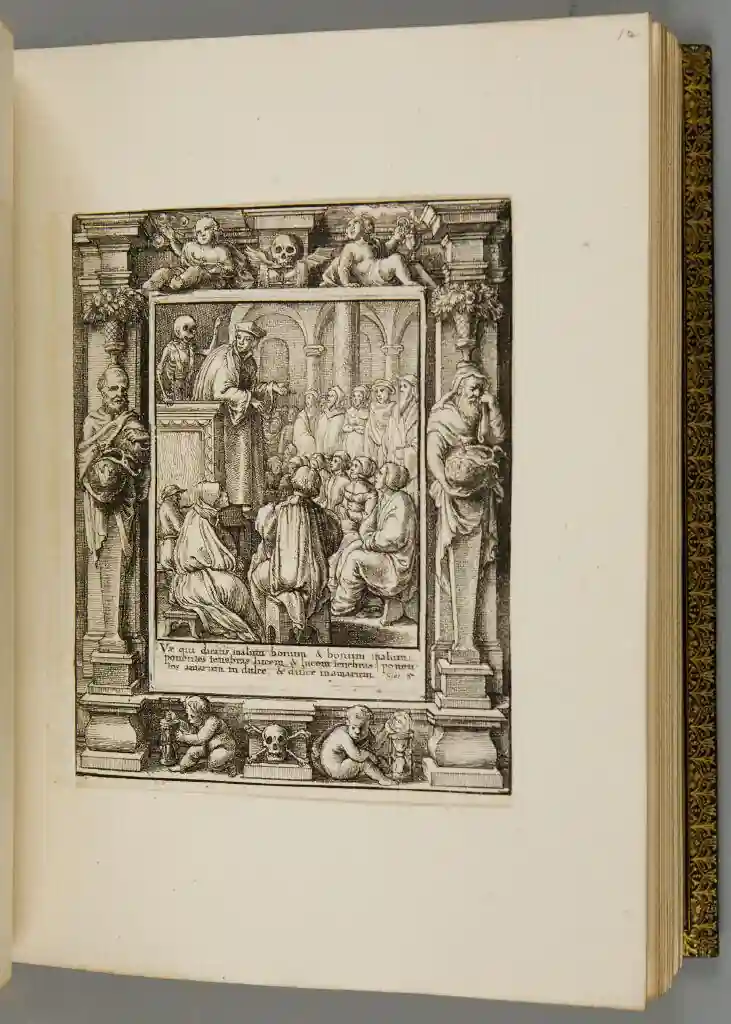 12
Væ qui dicitis malum bonum & bonum malum:
ponentes tenebras lucem & lucem tenebras: ponen
tes amarum in dulce & dulce in amarum.